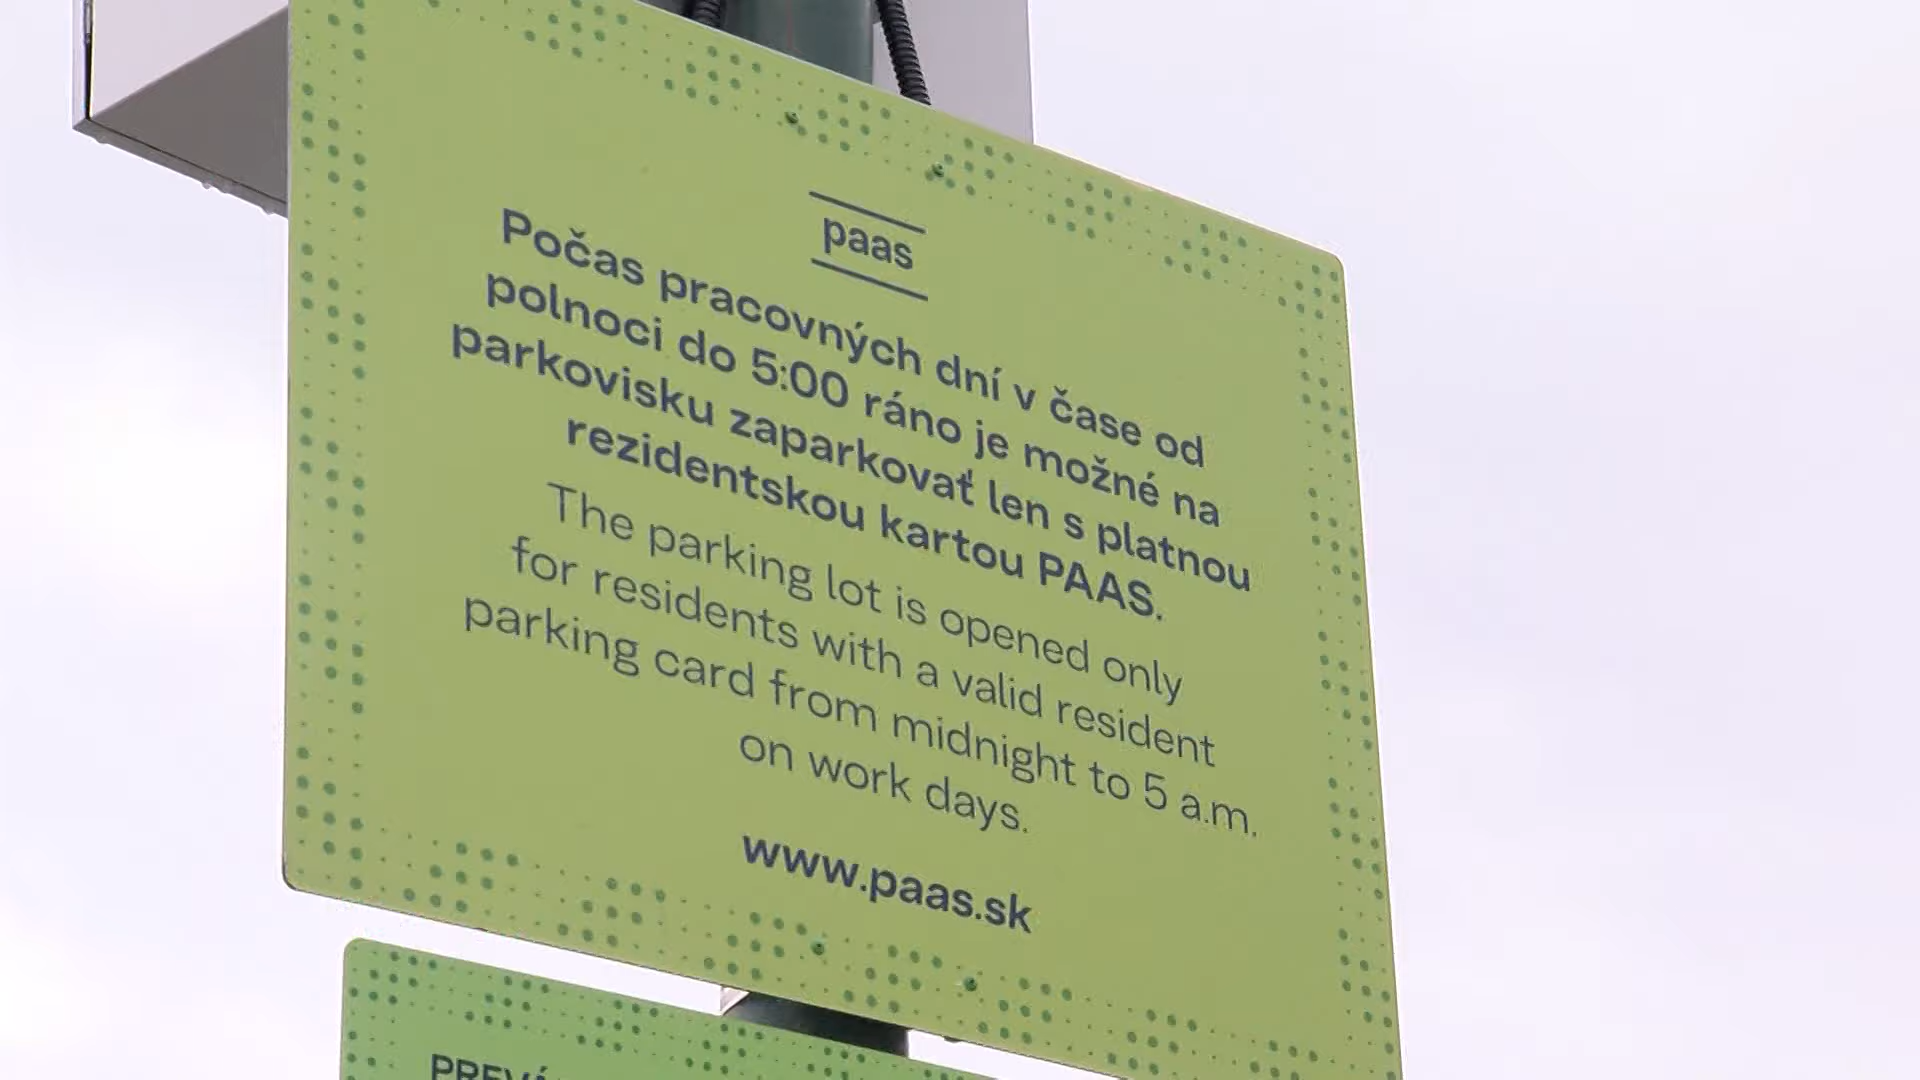 paas
Počas pracovných dní v čase od
polnoci do 5:00 ráno je možné na
parkovisku zaparkovať len s platnou
rezidentskou kartou PAAS.
The parking lot is opened only
for residents with a valid resident
parking card from midnight to 5 a.m.
on work days.
www.paas.sk